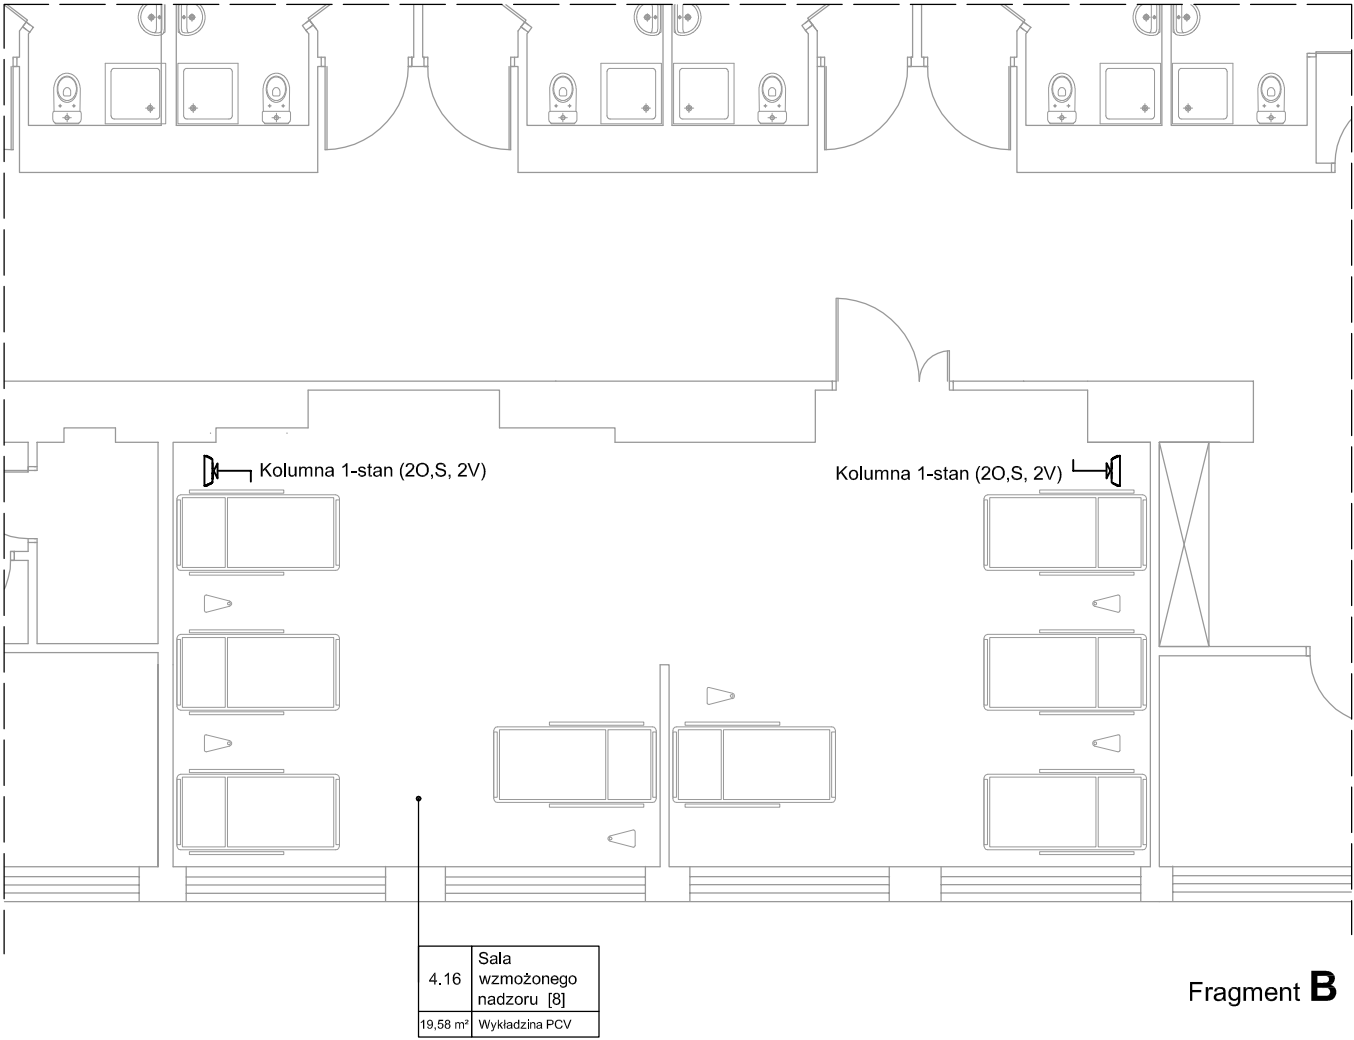 Kolumna 1-stan (2O,S, 2V)
Kolumna 1-stan (2O,S, 2V)
4.16
Sala
wzmożonego
nadzoru [8]
19,58 m²
Wykładzina PCV
Fragment B